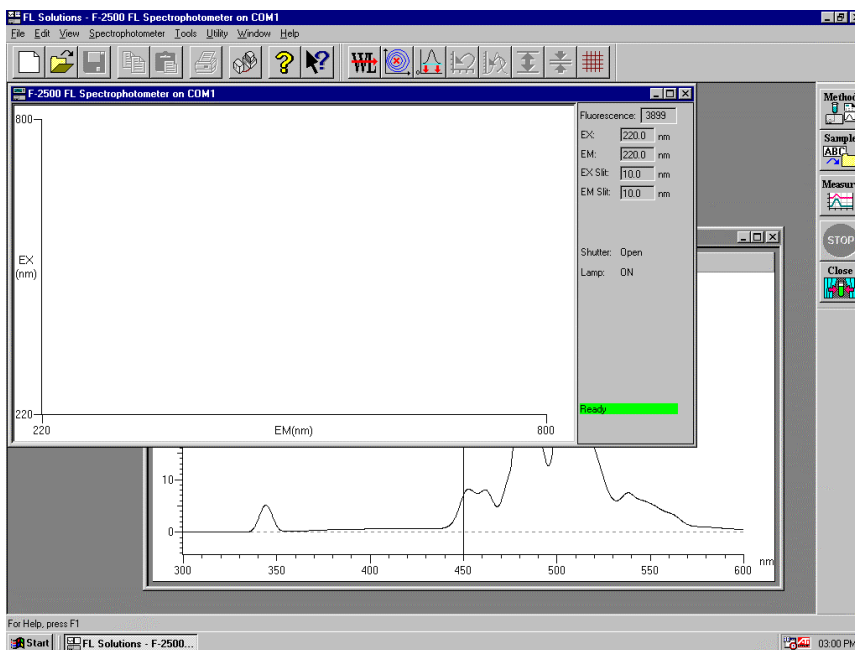 FL Solutions - F-2500 FL Spectrophotometer on COM1
File Edit View Spectrophotometer Tools Utility Window Help
WL
F-2500 FL Spectrophotometer on COM1
800
EX
(nm)
220
220 EM(nm) 800
Fluorescence: 3899
EX: 220.0 nm
EM: 220.0 nm
EX Slit: 10.0 nm
EM Slit: 10.0 nm
Shutter: Open
Lamp: ON
Ready
Method
Sample
ABC
Measure
STOP
Close
10
0
300 350 400 450 500 550 600 nm
For Help, press F1
Start FL Solutions - F-2500... 03:00 PM